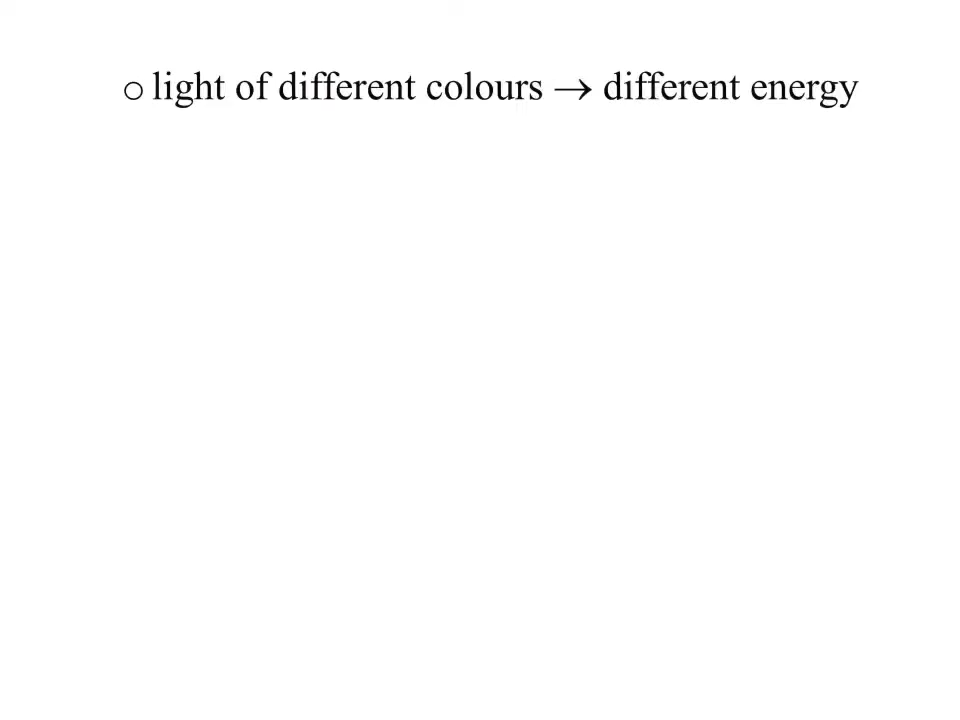 o light of different colours → different energy